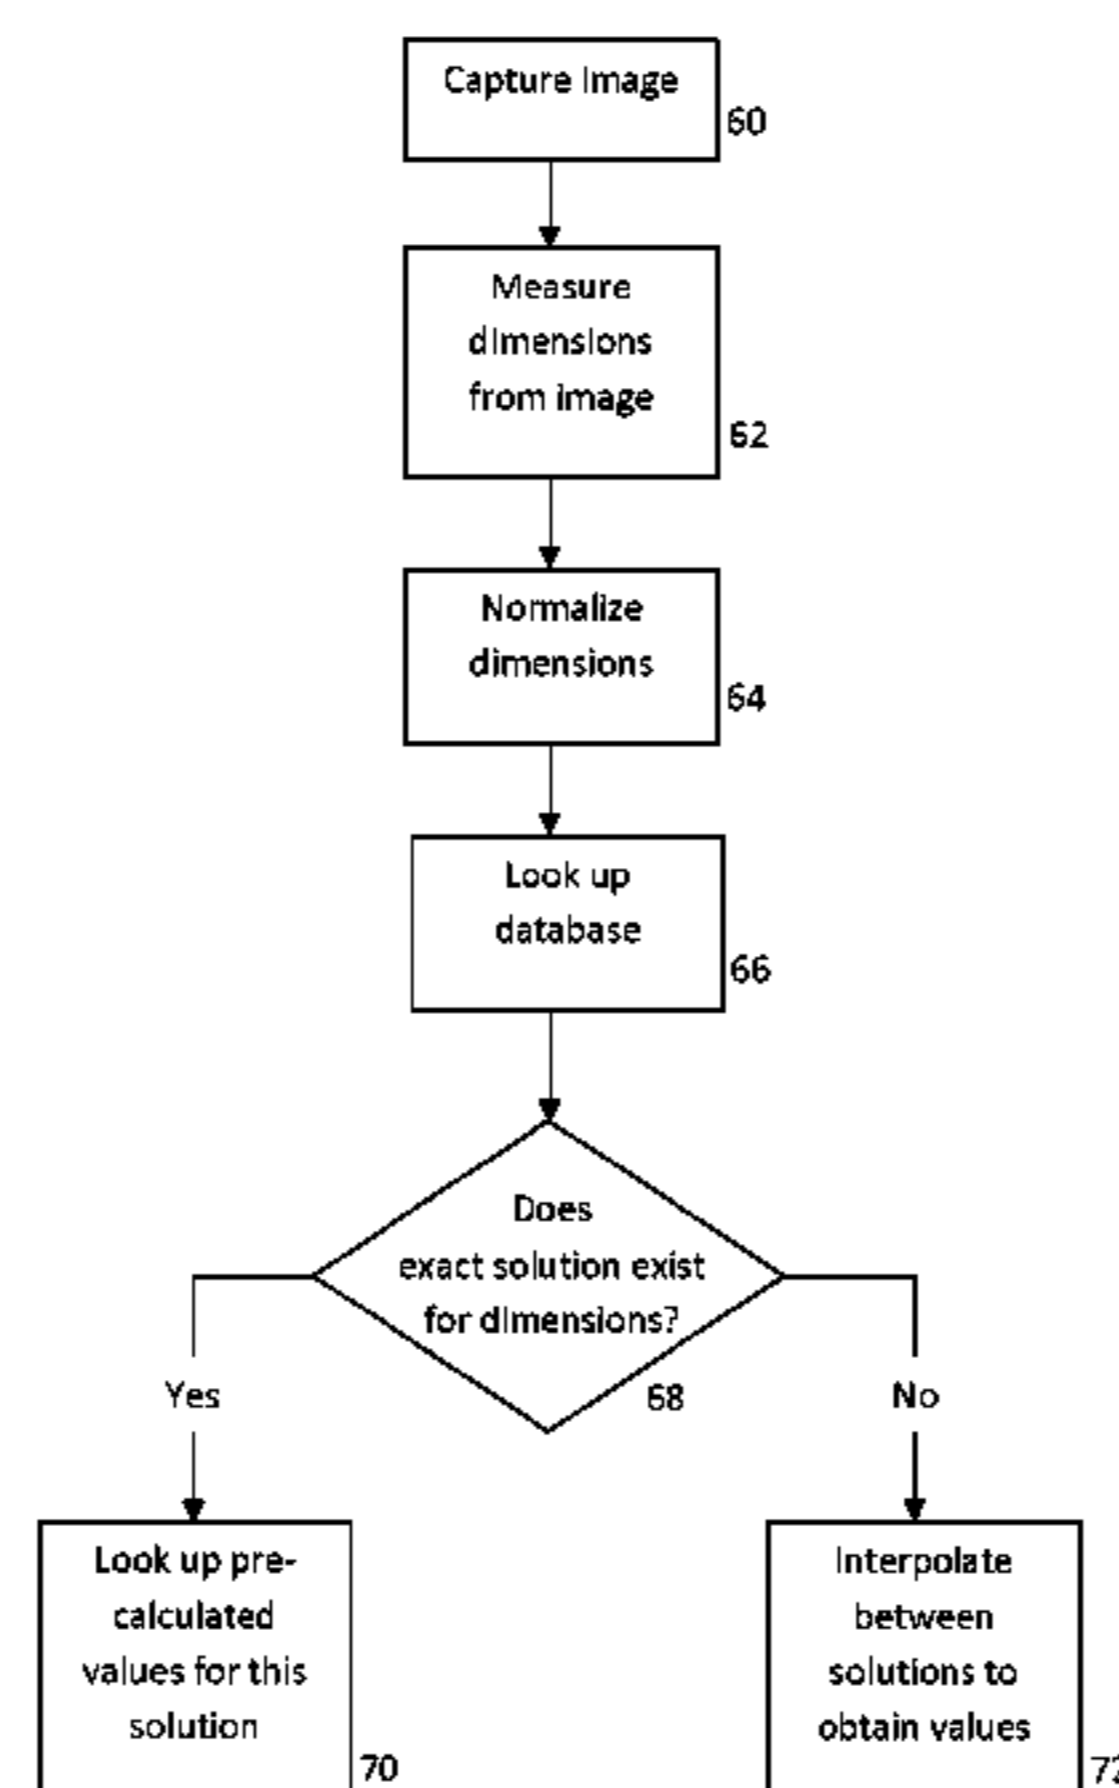 Capture Image
60
Measure
dimensions
from image
62
Normalize
dimensions
64
Look up
database
66
Does
exact solution exist
for dimensions?
68
Yes
No
Look up pre-
calculated
values for this
solution
70
Interpolate
between
solutions to
obtain values
72